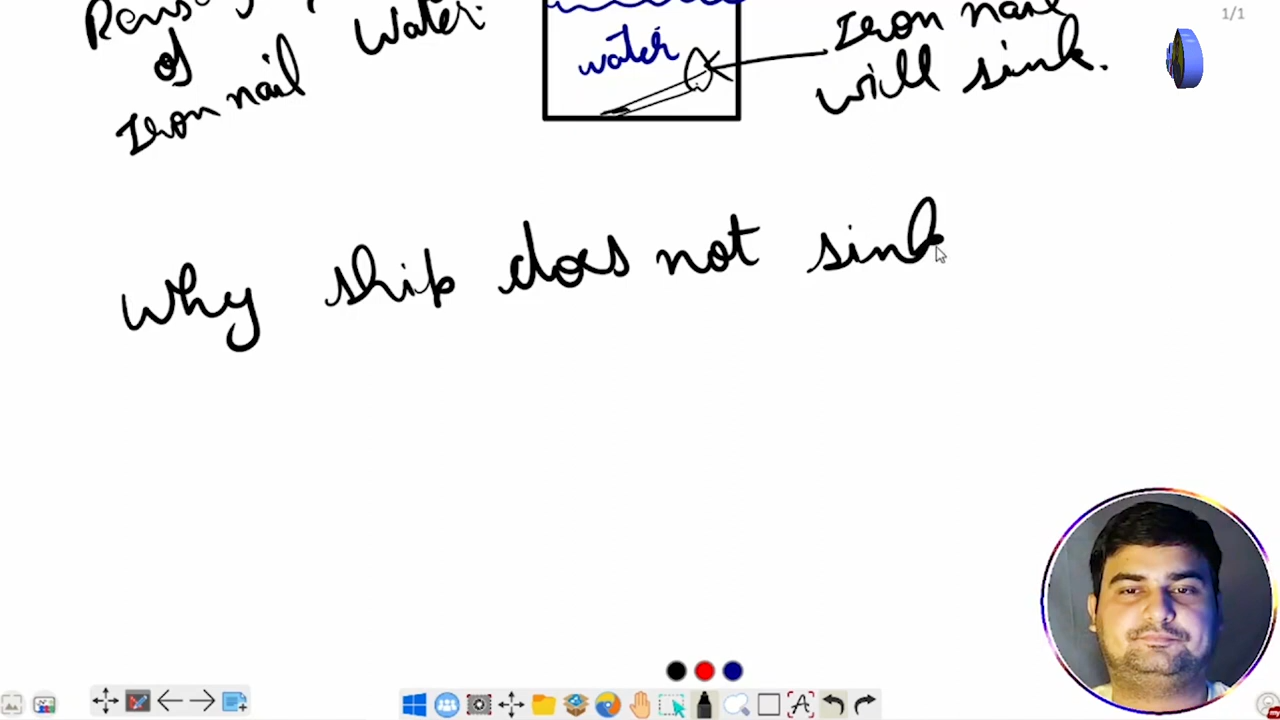 of
Iron nail
Water.
water
Iron nail
will sink.
Why ship does not sink
1/1